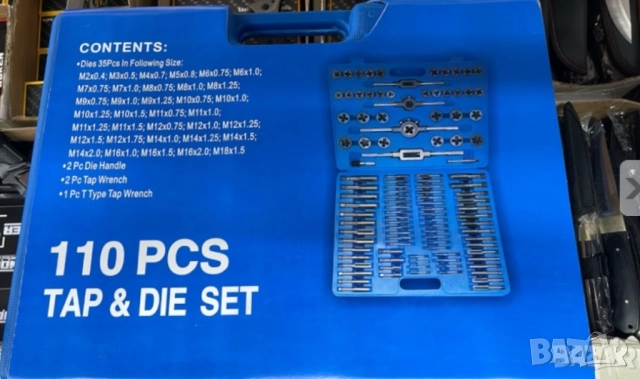 CONTENTS:
•Dies 35Pcs In Following Size:
M2x0.4; M3x0.5; M4x0.7; M5x0.8; M6x0.75; M6x1.0;
M7x0.75; M7x1.0; M8x0.75; M8x1.0; M8x1.25;
M9x0.75; M9x1.0; M9x1.25; M10x0.75; M10x1.0;
M10x1.25; M10x1.5; M11x0.75; M11x1.0;
M11x1.25; M11x1.5; M12x0.75; M12x1.0; M12x1.25;
M12x1.5; M12x1.75; M14x1.0; M14x1.25; M14x1.5;
M14x2.0; M16x1.0; M16x1.5; M16x2.0; M18x1.5
•2 Pc Die Handle
•2 Pc Tap Wrench
•1 Pc T Type Tap Wrench
110 PCS
TAP & DIE SET
BAZAR